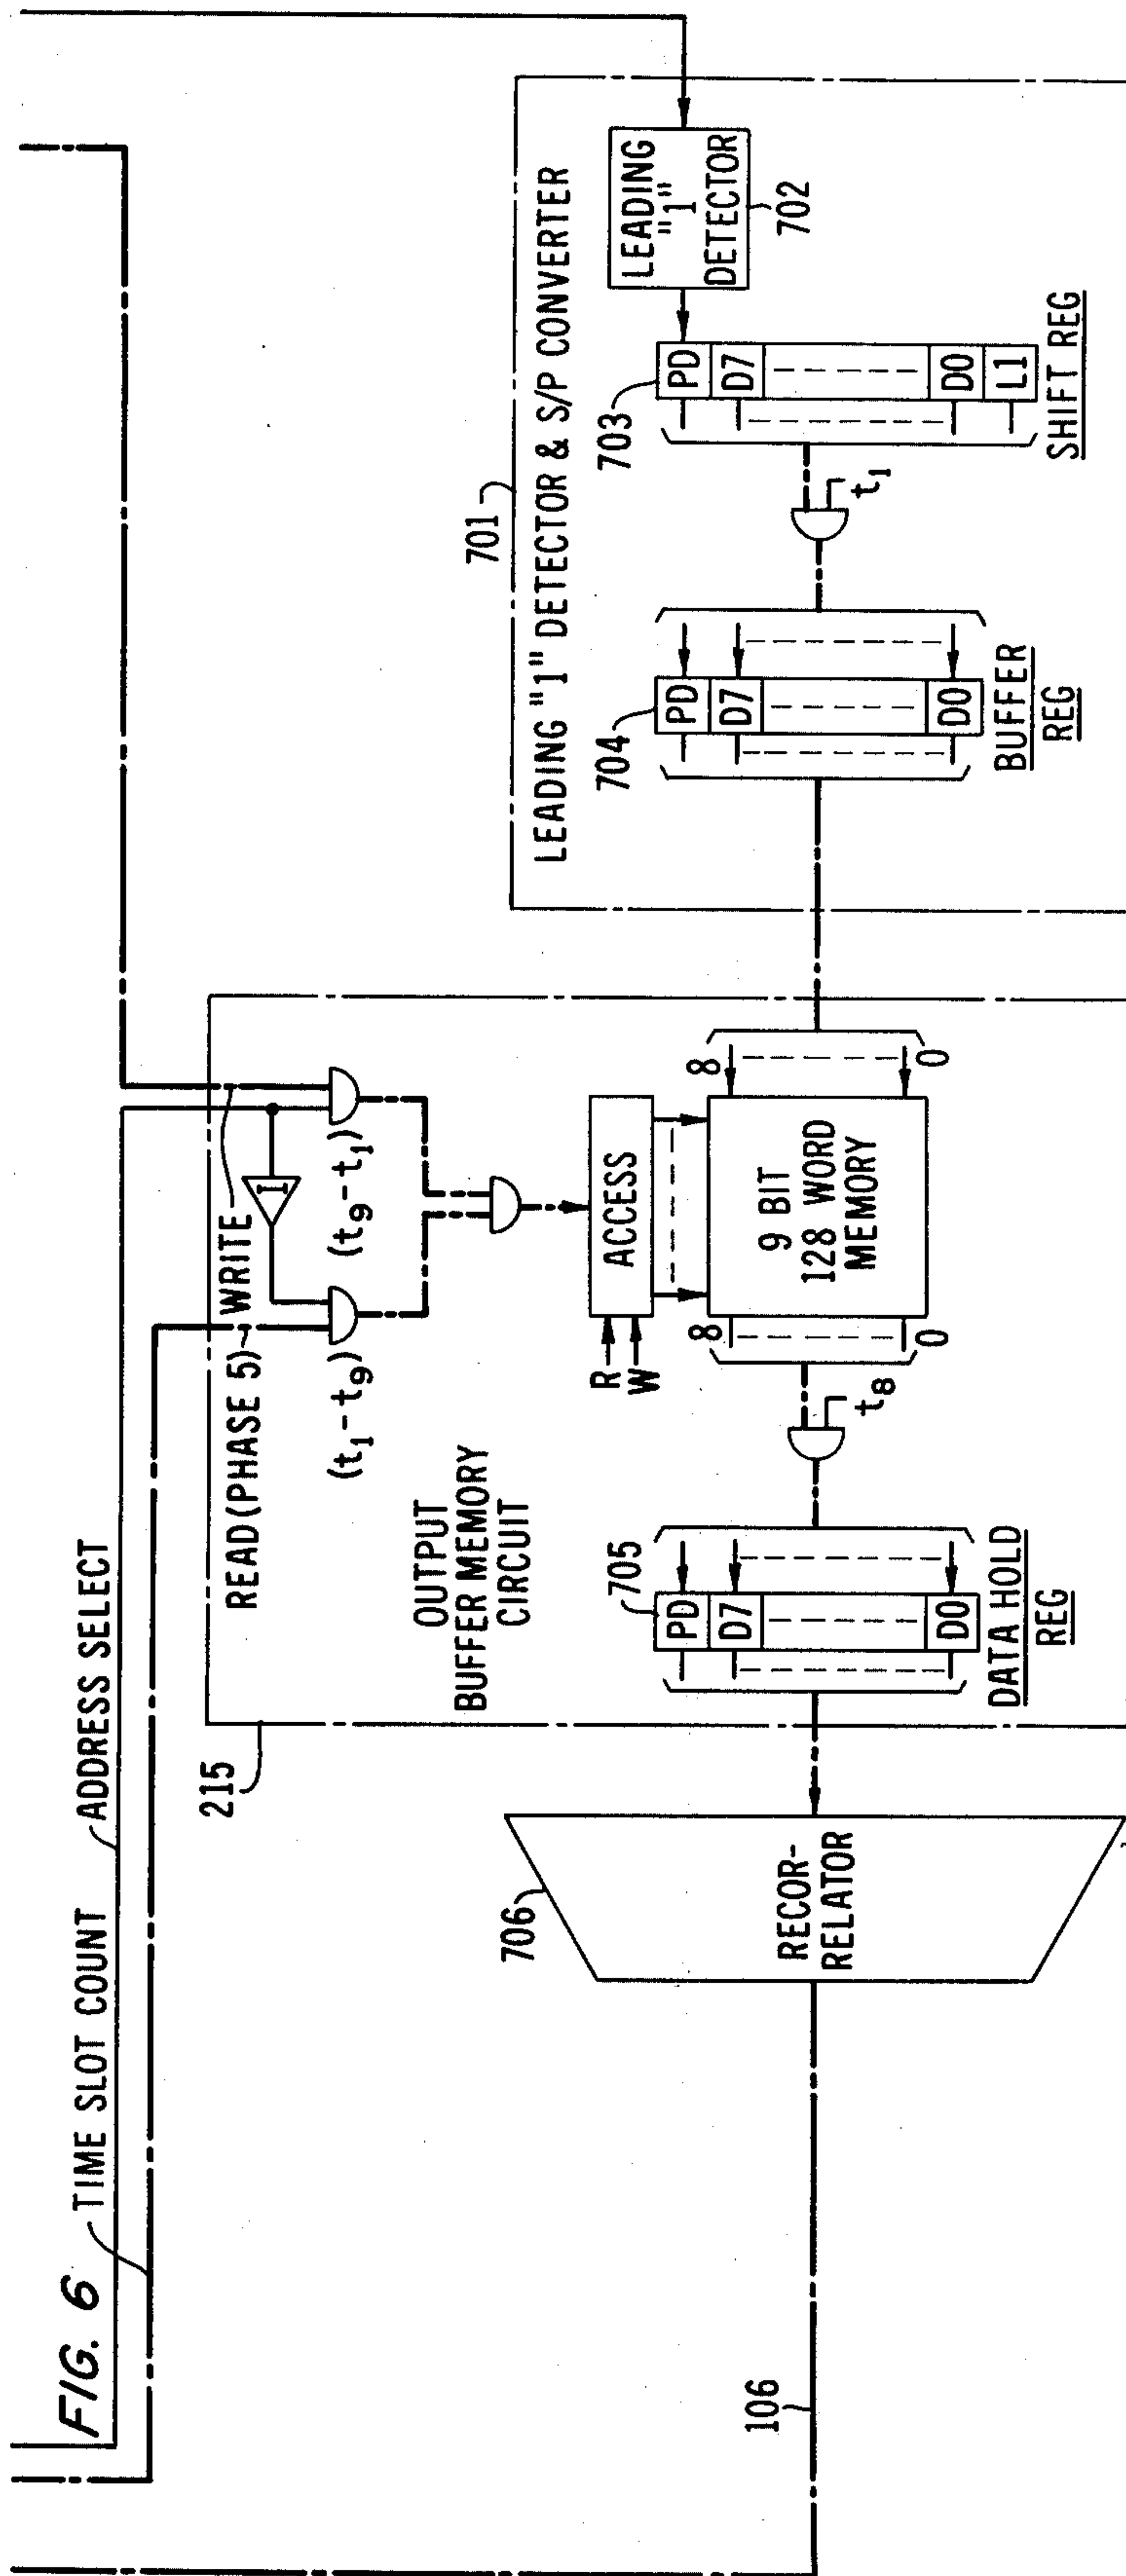 FIG. 6
TIME SLOT COUNT
ADDRESS SELECT
READ (PHASE 5)
WRITE
(t1-t9)
(t9-t1)
I
215
OUTPUT
BUFFER MEMORY
CIRCUIT
R
W
ACCESS
8
0
9 BIT
128 WORD
MEMORY
8
0
t8
705
PD
D7
D0
DATA HOLD
REG
706
RECOR-
RELATOR
106
701
LEADING "1" DETECTOR & S/P CONVERTER
704
PD
D7
D0
BUFFER
REG
t1
703
PD
D7
D0
L1
SHIFT REG
LEADING
"1"
DETECTOR
702